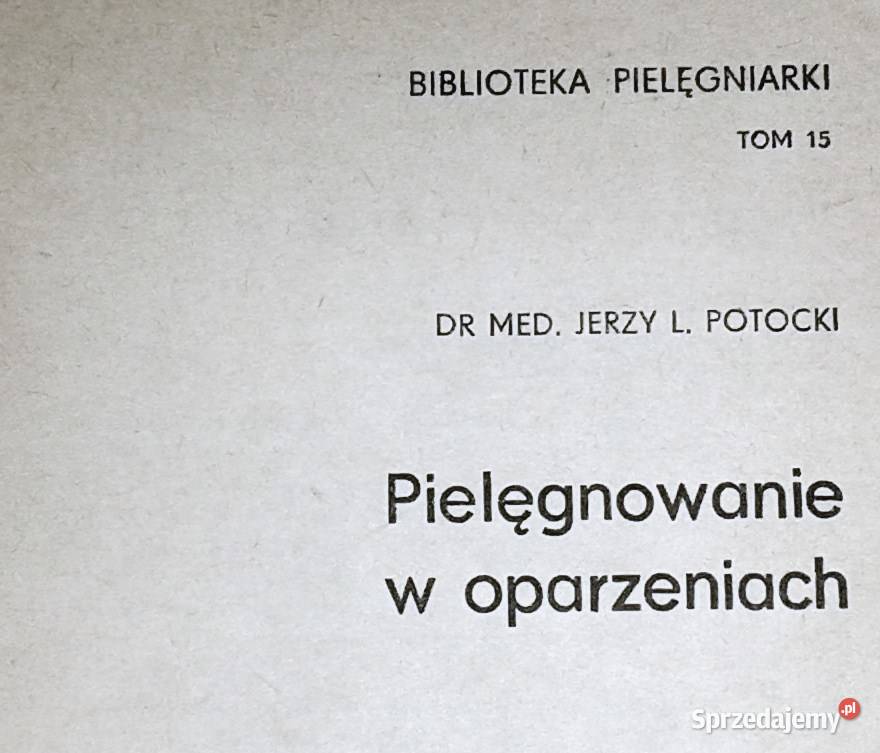 BIBLIOTEKA PIELĘGNIARKI
TOM 15
DR MED. JERZY L. POTOCKI
Pielęgnowanie
w oparzeniach
Sprzedajemy.pl